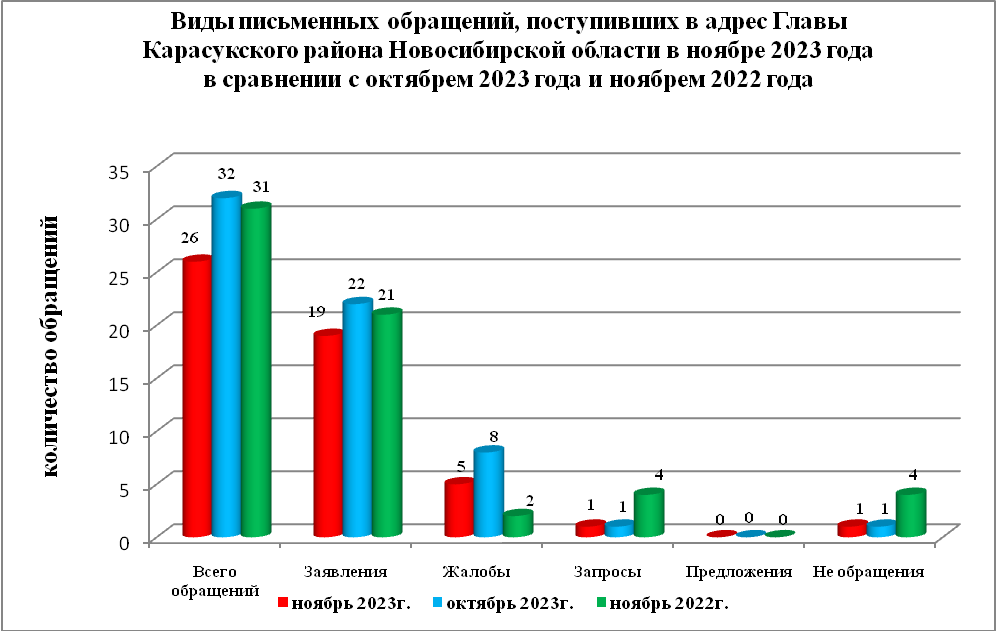 Виды письменных обращений, поступивших в адрес Главы
Карасукского района Новосибирской области в ноябре 2023 года
в сравнении с октябрем 2023 года и ноябрем 2022 года
количество обращений
35
30
25
20
15
10
5
0
26
32
31
19
22
21
5
8
2
1
1
4
0
0
0
1
1
4
Всего
обращений
Заявления
Жалобы
Запросы
Предложения
Не обращения
ноябрь 2023г.
октябрь 2023г.
ноябрь 2022г.